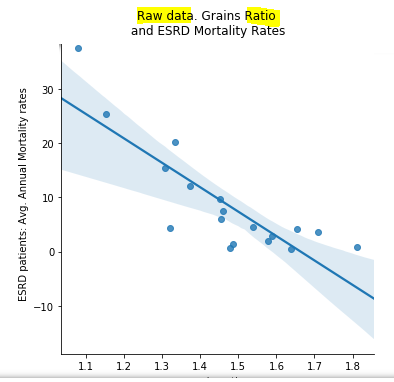 Raw data. Grains Ratio
and ESRD Mortality Rates
ESRD patients: Avg. Annual Mortality rates
30
20
10
0
−10
1.1 1.2 1.3 1.4 1.5 1.6 1.7 1.8